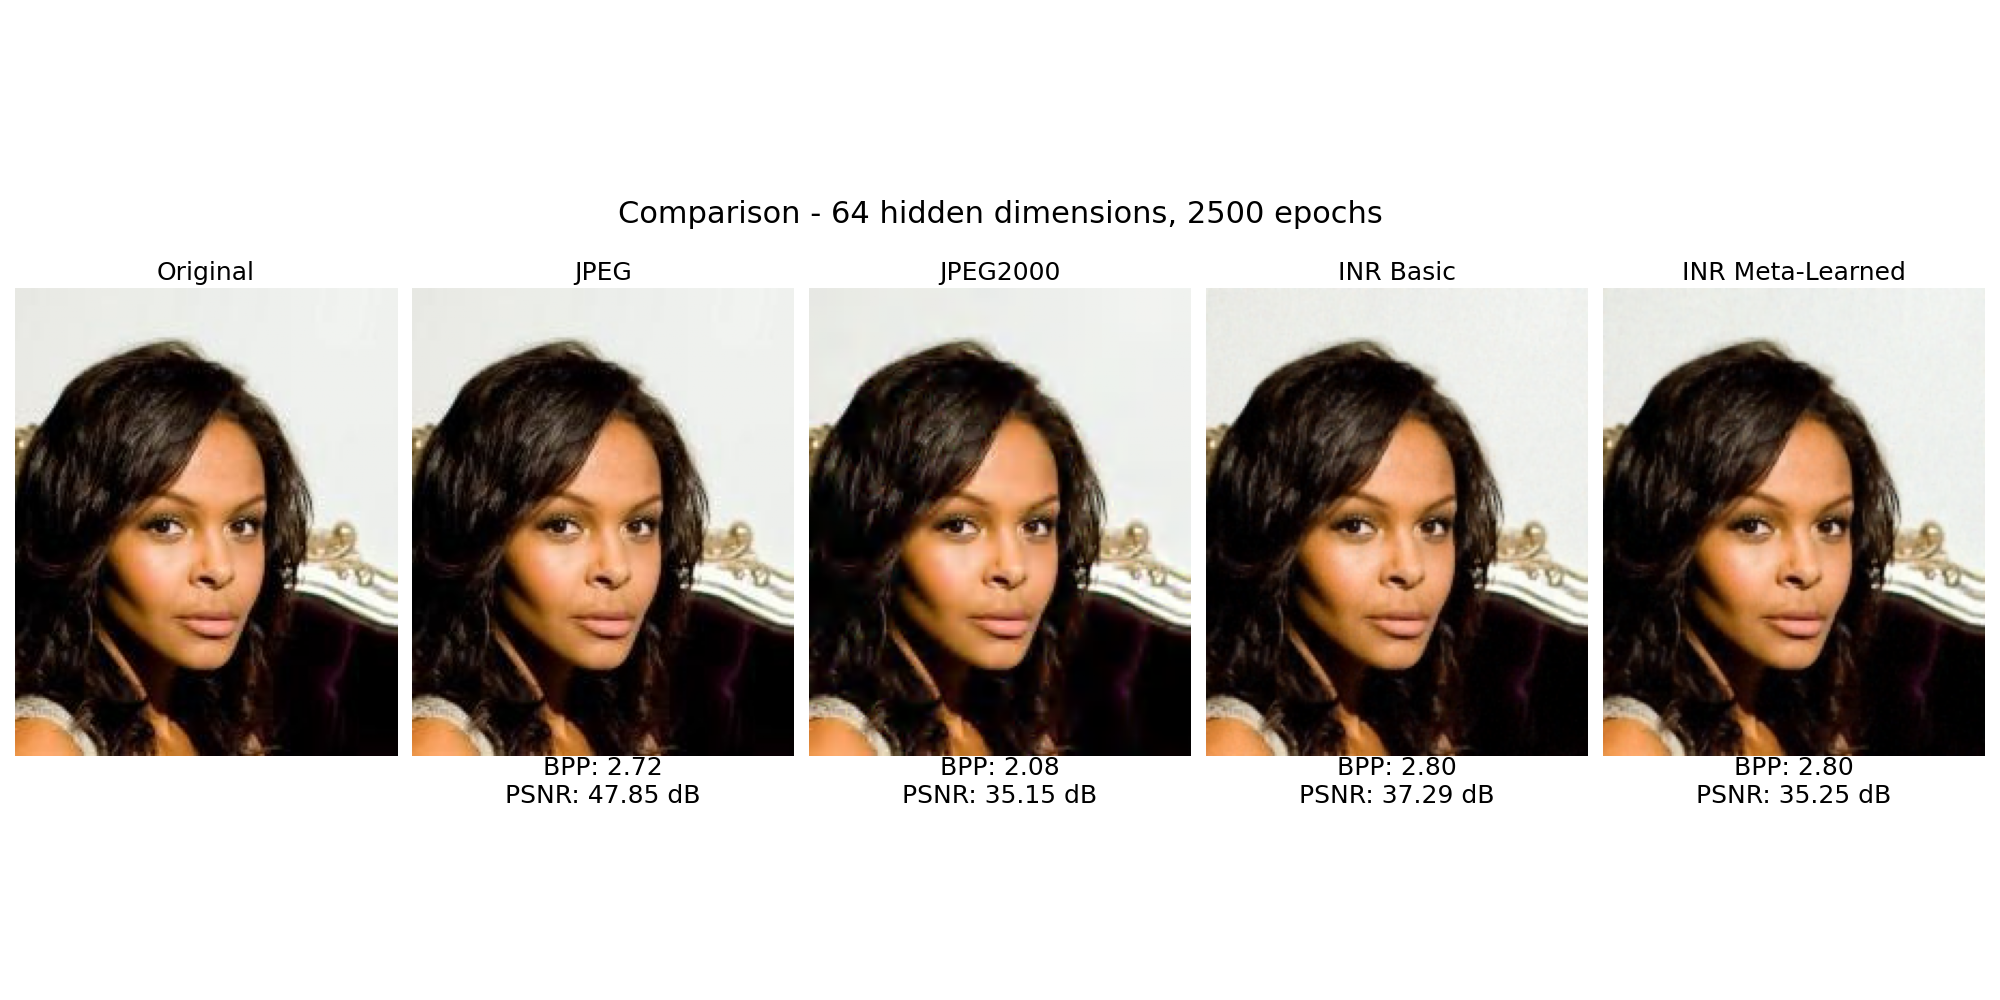 Comparison - 64 hidden dimensions, 2500 epochs
Original
JPEG
JPEG2000
INR Basic
INR Meta-Learned
BPP: 2.72
PSNR: 47.85 dB
BPP: 2.08
PSNR: 35.15 dB
BPP: 2.80
PSNR: 37.29 dB
BPP: 2.80
PSNR: 35.25 dB